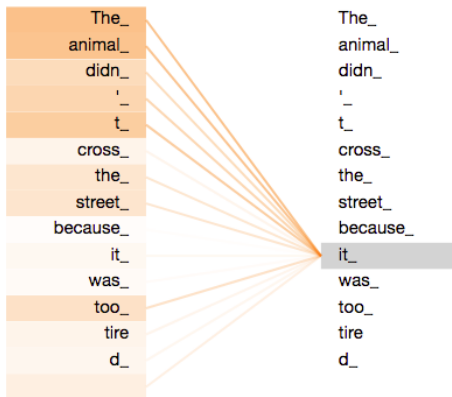 The_
animal_
didn_
'_
t_
cross_
the_
street_
because_
it_
was_
too_
tire
d_
The_
animal_
didn_
'_
t_
cross_
the_
street_
because_
it_
was_
too_
tire
d_